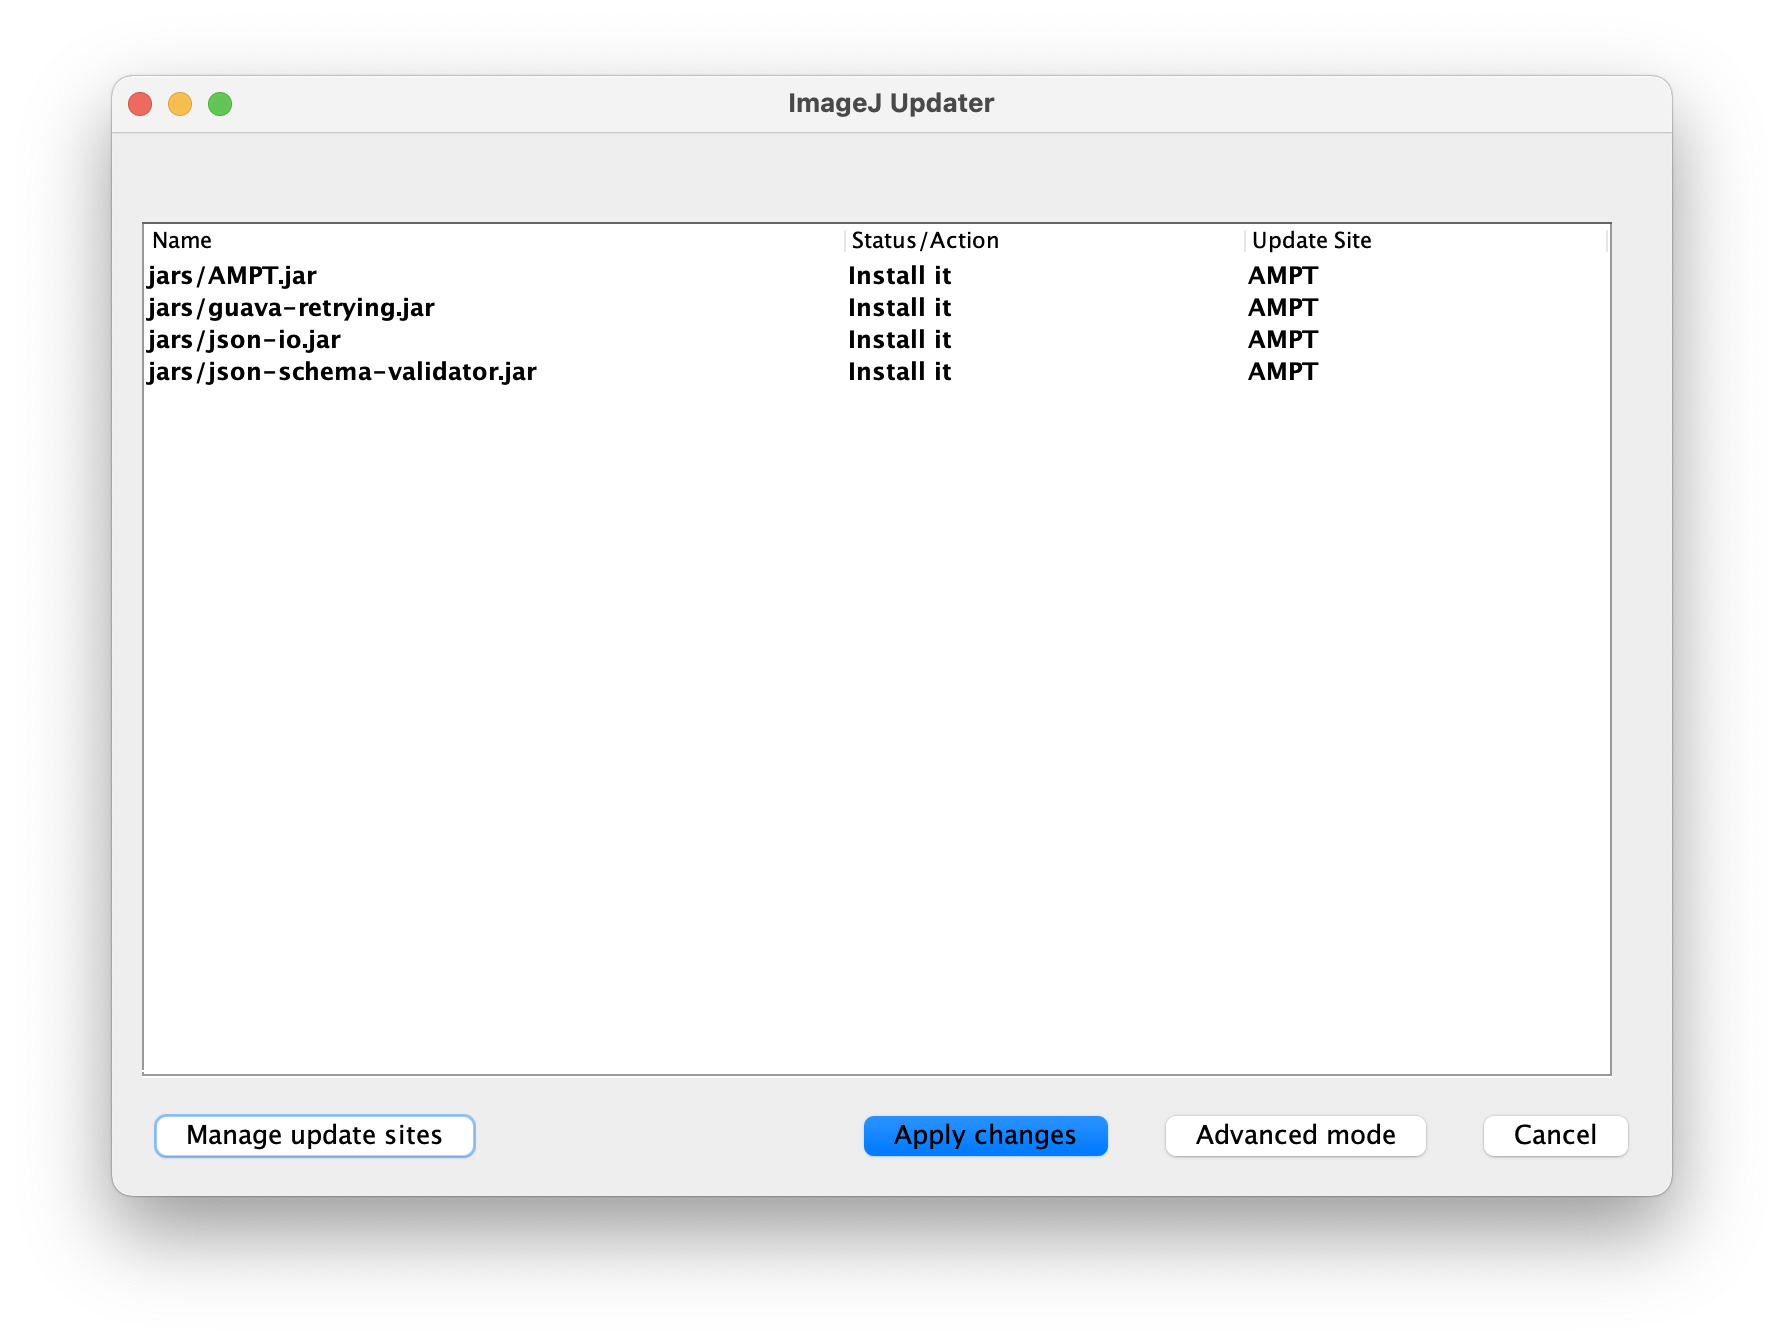 ImageJ Updater
Name Status/Action Update Site
jars/AMPT.jar Install it AMPT
jars/guava-retrying.jar Install it AMPT
jars/json-io.jar Install it AMPT
jars/json-schema-validator.jar Install it AMPT
Manage update sites Apply changes Advanced mode Cancel